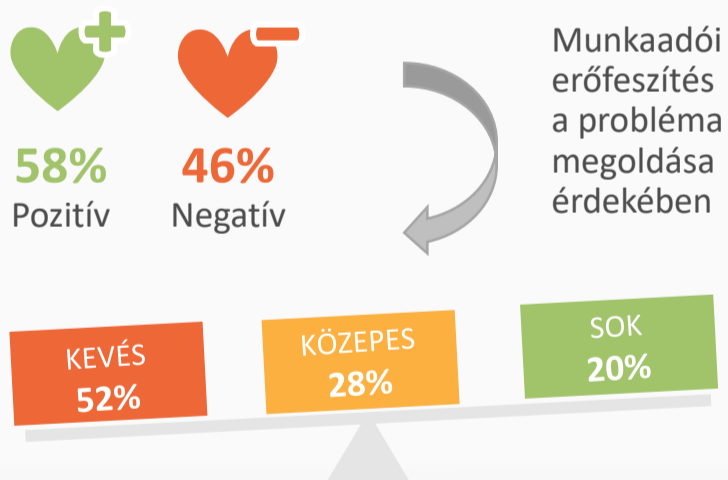 58%
Pozitív
46%
Negatív
Munkaadói
erőfeszítés
a probléma
megoldása
érdekében
KEVÉS
52%
KÖZEPES
28%
SOK
20%